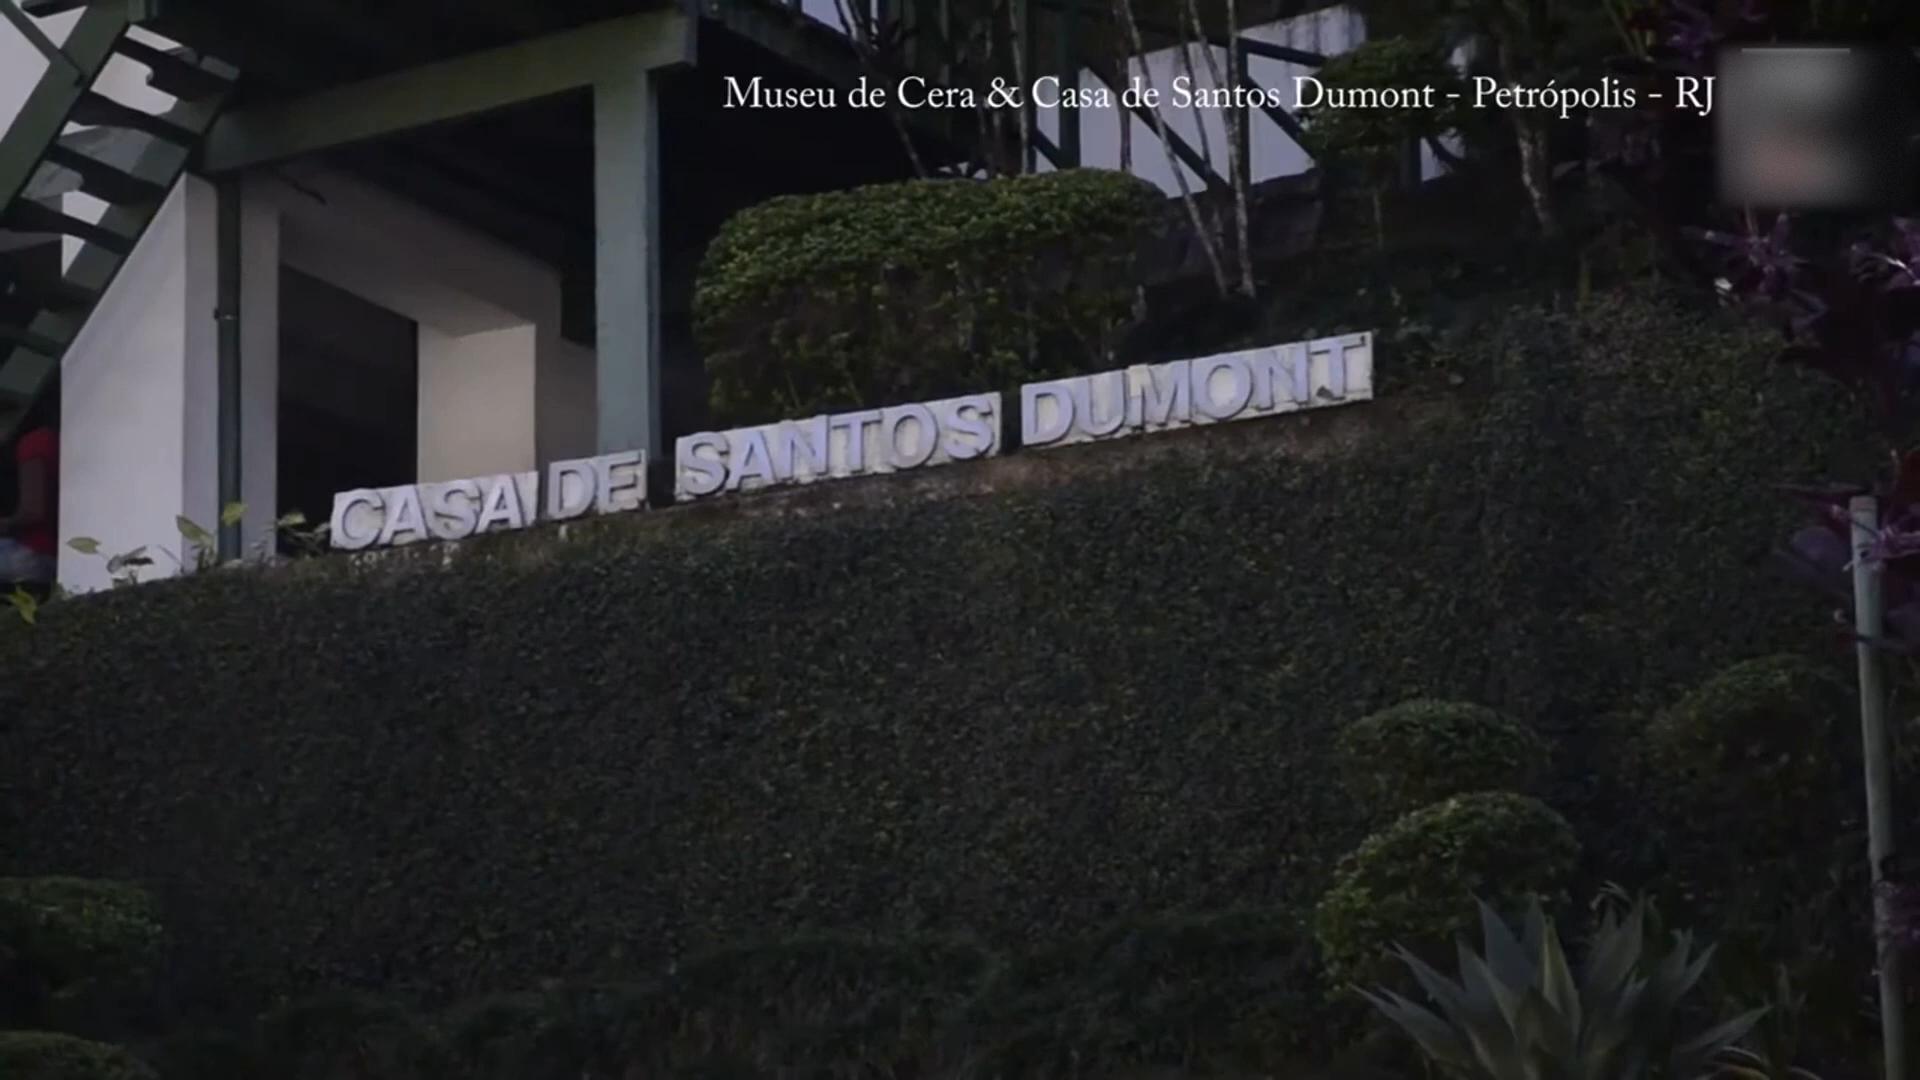 Museu de Cera & Casa de Santos Dumont - Petrópolis - RJ
CASA DE SANTOS DUMONT